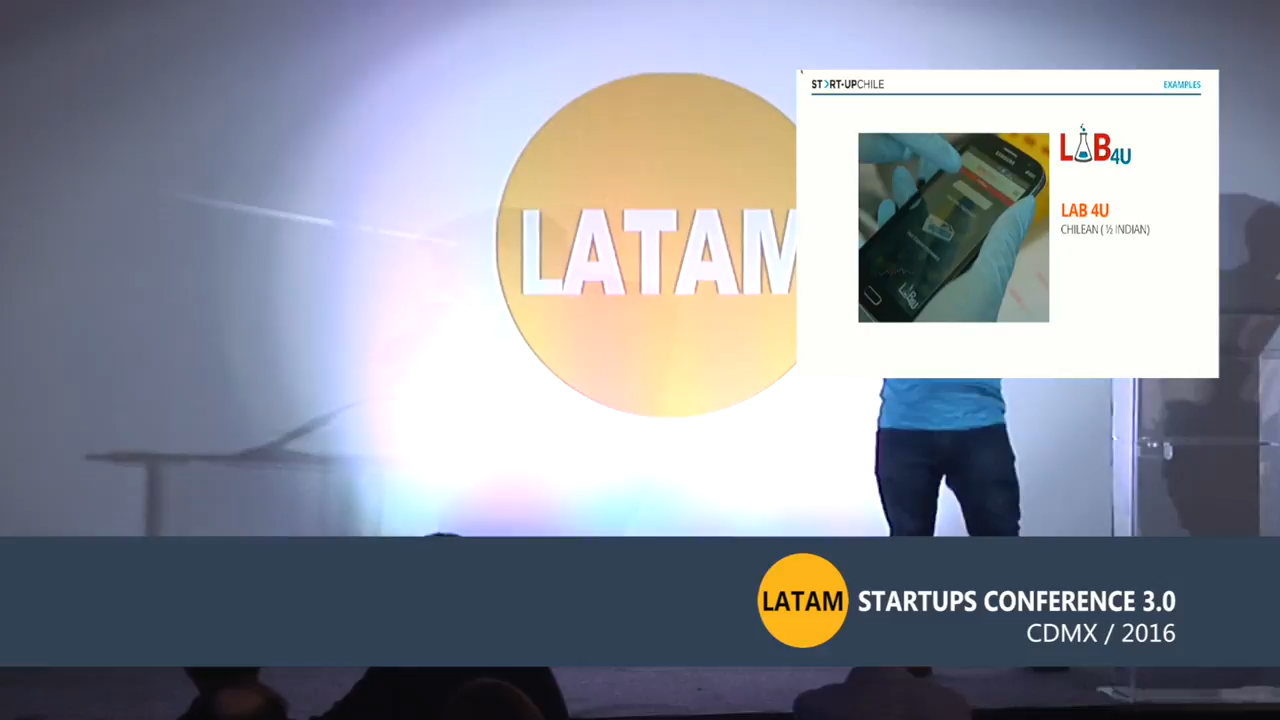 LATAM
ST>RT-UPCHILE
EXAMPLES
SAMSUNG
LAB4U
LAB 4U
CHILEAN ( ½ INDIAN)
LATAM
STARTUPS CONFERENCE 3.0
CDMX / 2016